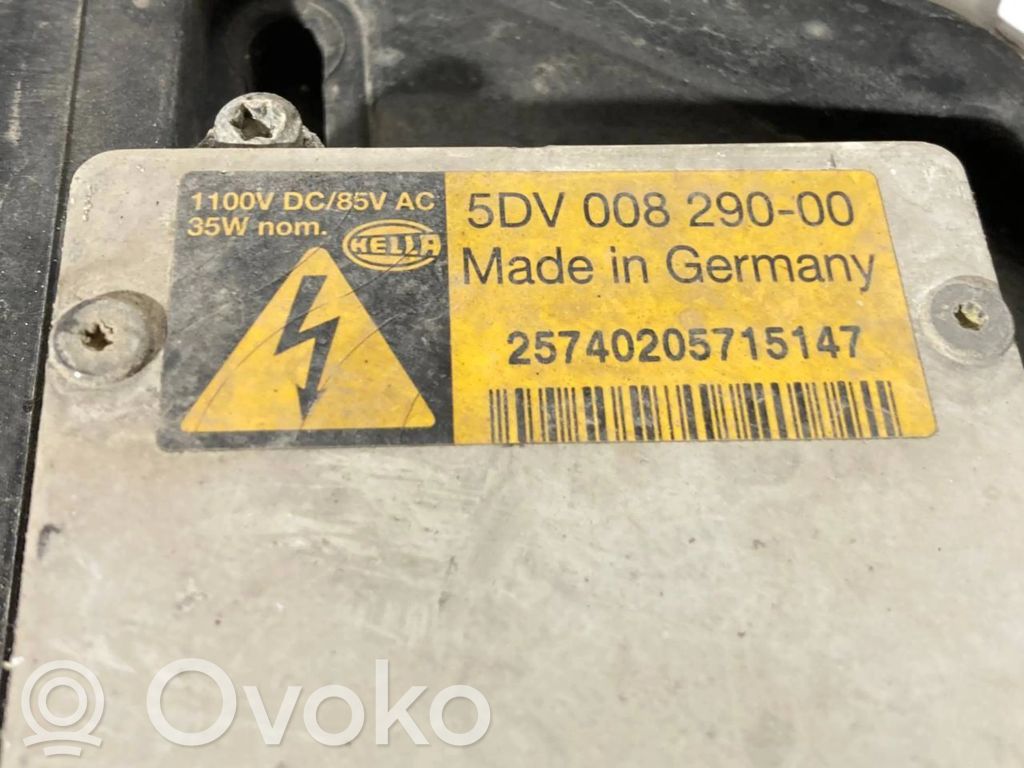 1100V DC/85V AC
35W nom.
HELLA
5DV 008 290-00
Made in Germany
25740205715147
Ovoko